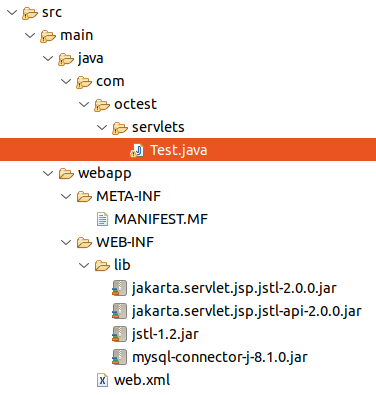 src
main
java
com
octest
servlets
Test.java
webapp
META-INF
MANIFEST.MF
WEB-INF
lib
jakarta.servlet.jsp.jstl-2.0.0.jar
jakarta.servlet.jsp.jstl-api-2.0.0.jar
jstl-1.2.jar
mysql-connector-j-8.1.0.jar
web.xml